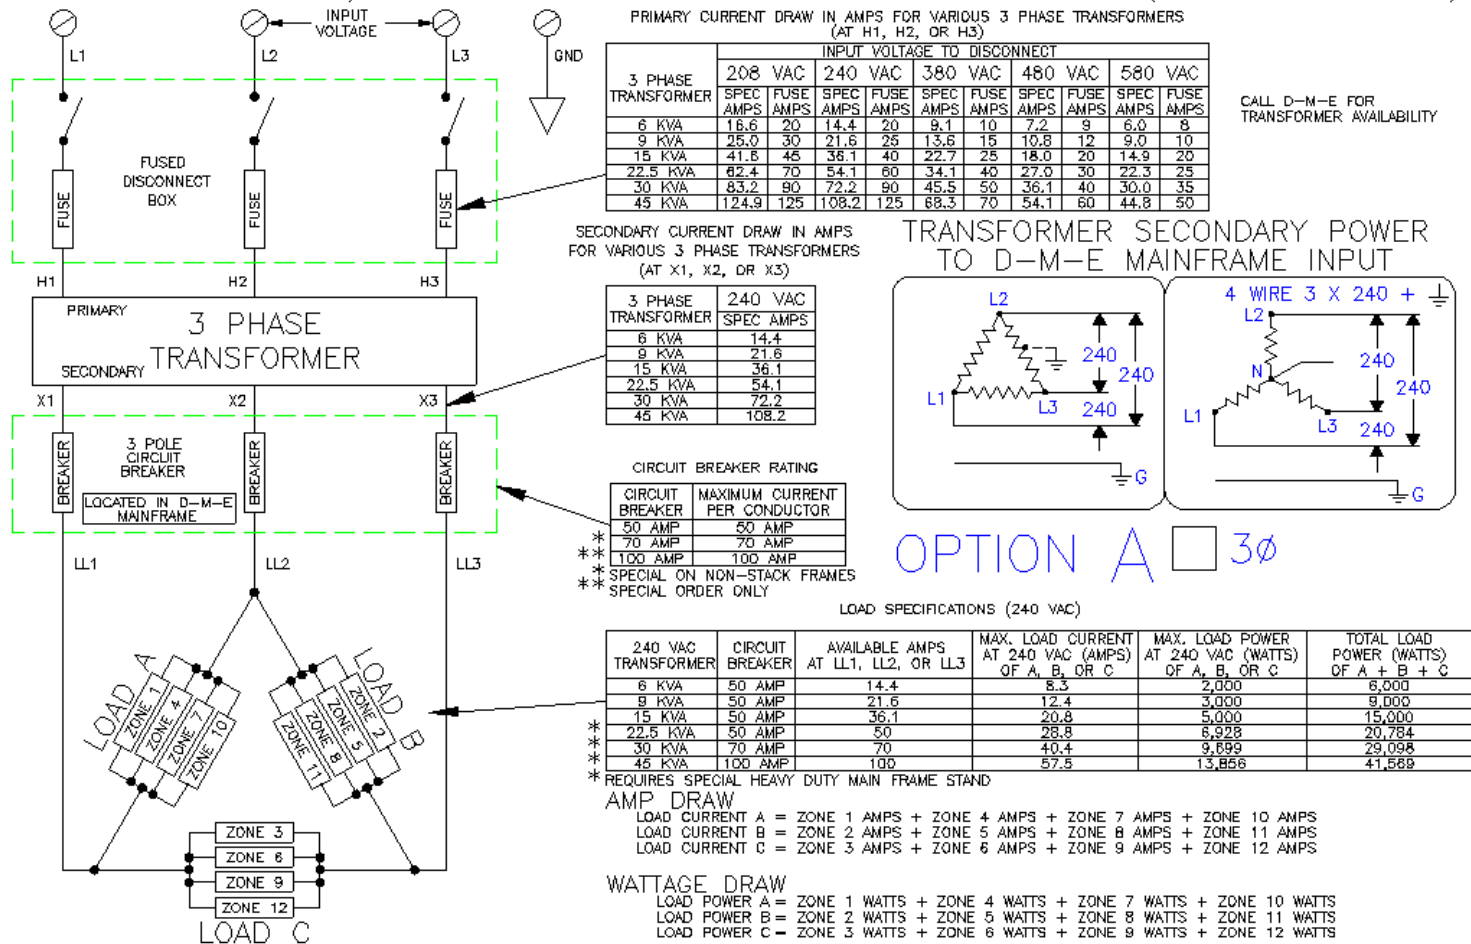 INPUT
VOLTAGE
L1
L2
L3
GND
FUSED
DISCONNECT
BOX
FUSE
FUSE
FUSE
H1
H2
H3
PRIMARY
3 PHASE
TRANSFORMER
SECONDARY
X1
X2
X3
3 POLE
CIRCUIT
BREAKER
LOCATED IN D-M-E
MAINFRAME
BREAKER
BREAKER
BREAKER
LL1
LL2
LL3
LOAD A
ZONE 1
ZONE 4
ZONE 7
ZONE 10
LOAD B
ZONE 2
ZONE 5
ZONE 8
ZONE 11
ZONE 3
ZONE 6
ZONE 9
ZONE 12
LOAD C
PRIMARY CURRENT DRAW IN AMPS FOR VARIOUS 3 PHASE TRANSFORMERS
(AT H1, H2, OR H3)
INPUT VOLTAGE TO DISCONNECT
3 PHASE
TRANSFORMER
208 VAC 240 VAC 380 VAC 480 VAC 580 VAC
SPEC FUSE SPEC FUSE SPEC FUSE SPEC FUSE SPEC FUSE
AMPS AMPS AMPS AMPS AMPS AMPS AMPS AMPS AMPS AMPS
6 KVA 16.6 20 14.4 20 9.1 10 7.2 9 6.0 8
9 KVA 25.0 30 21.6 25 13.6 15 10.8 12 9.0 10
15 KVA 41.6 45 36.1 40 22.7 25 18.0 20 14.9 20
22.5 KVA 62.4 70 54.1 60 34.1 40 27.0 30 22.3 25
30 KVA 83.2 90 72.2 90 45.5 50 36.1 40 30.0 35
45 KVA 124.9 125 108.2 125 68.3 70 54.1 60 44.8 50
CALL D-M-E FOR
TRANSFORMER AVAILABILITY
SECONDARY CURRENT DRAW IN AMPS
FOR VARIOUS 3 PHASE TRANSFORMERS
(AT X1, X2, OR X3)
3 PHASE
TRANSFORMER
240 VAC
SPEC AMPS
6 KVA 14.4
9 KVA 21.6
15 KVA 36.1
22.5 KVA 54.1
30 KVA 72.2
45 KVA 108.2
TRANSFORMER SECONDARY POWER
TO D-M-E MAINFRAME INPUT
L2
L1
L3
240
240
240
G
4 WIRE 3 X 240 +
L2
N
L1
L3
240
240
240
G
CIRCUIT BREAKER RATING
CIRCUIT
BREAKER
MAXIMUM CURRENT
PER CONDUCTOR
50 AMP 50 AMP
* 70 AMP 70 AMP
** 100 AMP 100 AMP
* SPECIAL ON NON-STACK FRAMES
** SPECIAL ORDER ONLY
OPTION A 3Ø
LOAD SPECIFICATIONS (240 VAC)
240 VAC
TRANSFORMER
CIRCUIT
BREAKER
AVAILABLE AMPS
AT LL1, LL2, OR LL3
MAX. LOAD CURRENT
AT 240 VAC (AMPS)
OF A, B, OR C
MAX. LOAD POWER
AT 240 VAC (WATTS)
OF A, B, OR C
TOTAL LOAD
POWER (WATTS)
OF A + B + C
6 KVA 50 AMP 14.4 8.3 2,000 6,000
9 KVA 50 AMP 21.6 12.4 3,000 9,000
15 KVA 50 AMP 36.1 20.8 5,000 15,000
* 22.5 KVA 50 AMP 50 28.8 6,928 20,784
* 30 KVA 70 AMP 70 40.4 9,699 29,098
* 45 KVA 100 AMP 100 57.5 13,856 41,569
* REQUIRES SPECIAL HEAVY DUTY MAIN FRAME STAND
AMP DRAW
LOAD CURRENT A = ZONE 1 AMPS + ZONE 4 AMPS + ZONE 7 AMPS + ZONE 10 AMPS
LOAD CURRENT B = ZONE 2 AMPS + ZONE 5 AMPS + ZONE 8 AMPS + ZONE 11 AMPS
LOAD CURRENT C = ZONE 3 AMPS + ZONE 6 AMPS + ZONE 9 AMPS + ZONE 12 AMPS
WATTAGE DRAW
LOAD POWER A = ZONE 1 WATTS + ZONE 4 WATTS + ZONE 7 WATTS + ZONE 10 WATTS
LOAD POWER B = ZONE 2 WATTS + ZONE 5 WATTS + ZONE 8 WATTS + ZONE 11 WATTS
LOAD POWER C = ZONE 3 WATTS + ZONE 6 WATTS + ZONE 9 WATTS + ZONE 12 WATTS